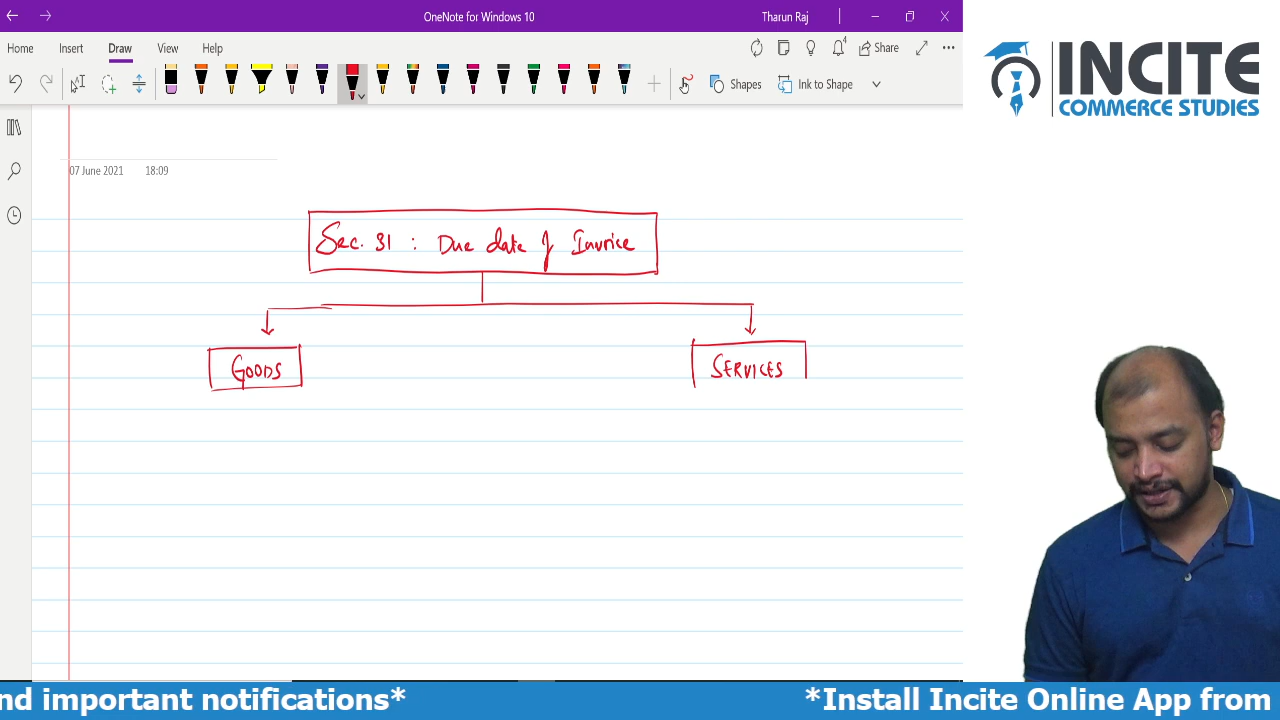 OneNote for Windows 10
Tharun Raj
Home Insert Draw View Help
4
Share
Shapes
Ink to Shape
INCITE
COMMERCE STUDIES
07 June 2021 18:09
Sec. 31 : Due date of Invoice
GOODS
SERVICES
nd important notifications* *Install Incite Online App from